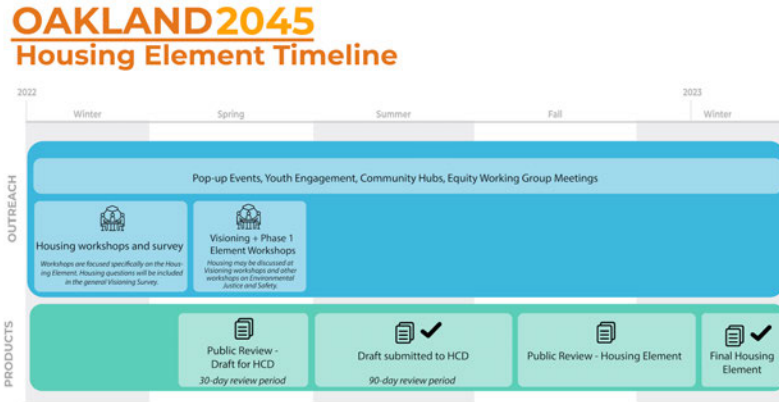 OAKLAND 2045
Housing Element Timeline
2022
2023
Winter
Spring
Summer
Fall
Winter
OUTREACH
Pop-up Events, Youth Engagement, Community Hubs, Equity Working Group Meetings
Housing workshops and survey
Workshops are focused specifically on the Hous-
ing Element. Housing questions will be included
in the general Visioning Survey.
Visioning + Phase 1
Element Workshops
Housing may be discussed at
Visioning workshops and other
workshops on Environmental
Justice and Safety.
PRODUCTS
Public Review -
Draft for HCD
30-day review period
Draft submitted to HCD
90-day review period
Public Review - Housing Element
Final Housing
Element